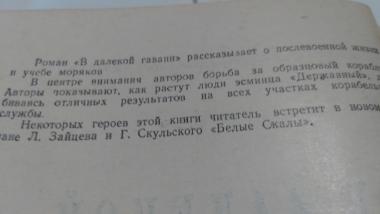 Роман «В далекой гавани» рассказывает о послевоенной жизни
и учебе моряков
В центре внимания авторов борьба за образцовый корабль
Авторы показывают, как растут люди эсминца «Державный»,
биваясь отличных результатов на всех участках корабель
службы.
Некоторых героев этой книги читатель встретит в новом
мане Л. Зайцева и Г. Скульского «Белые Скалы».